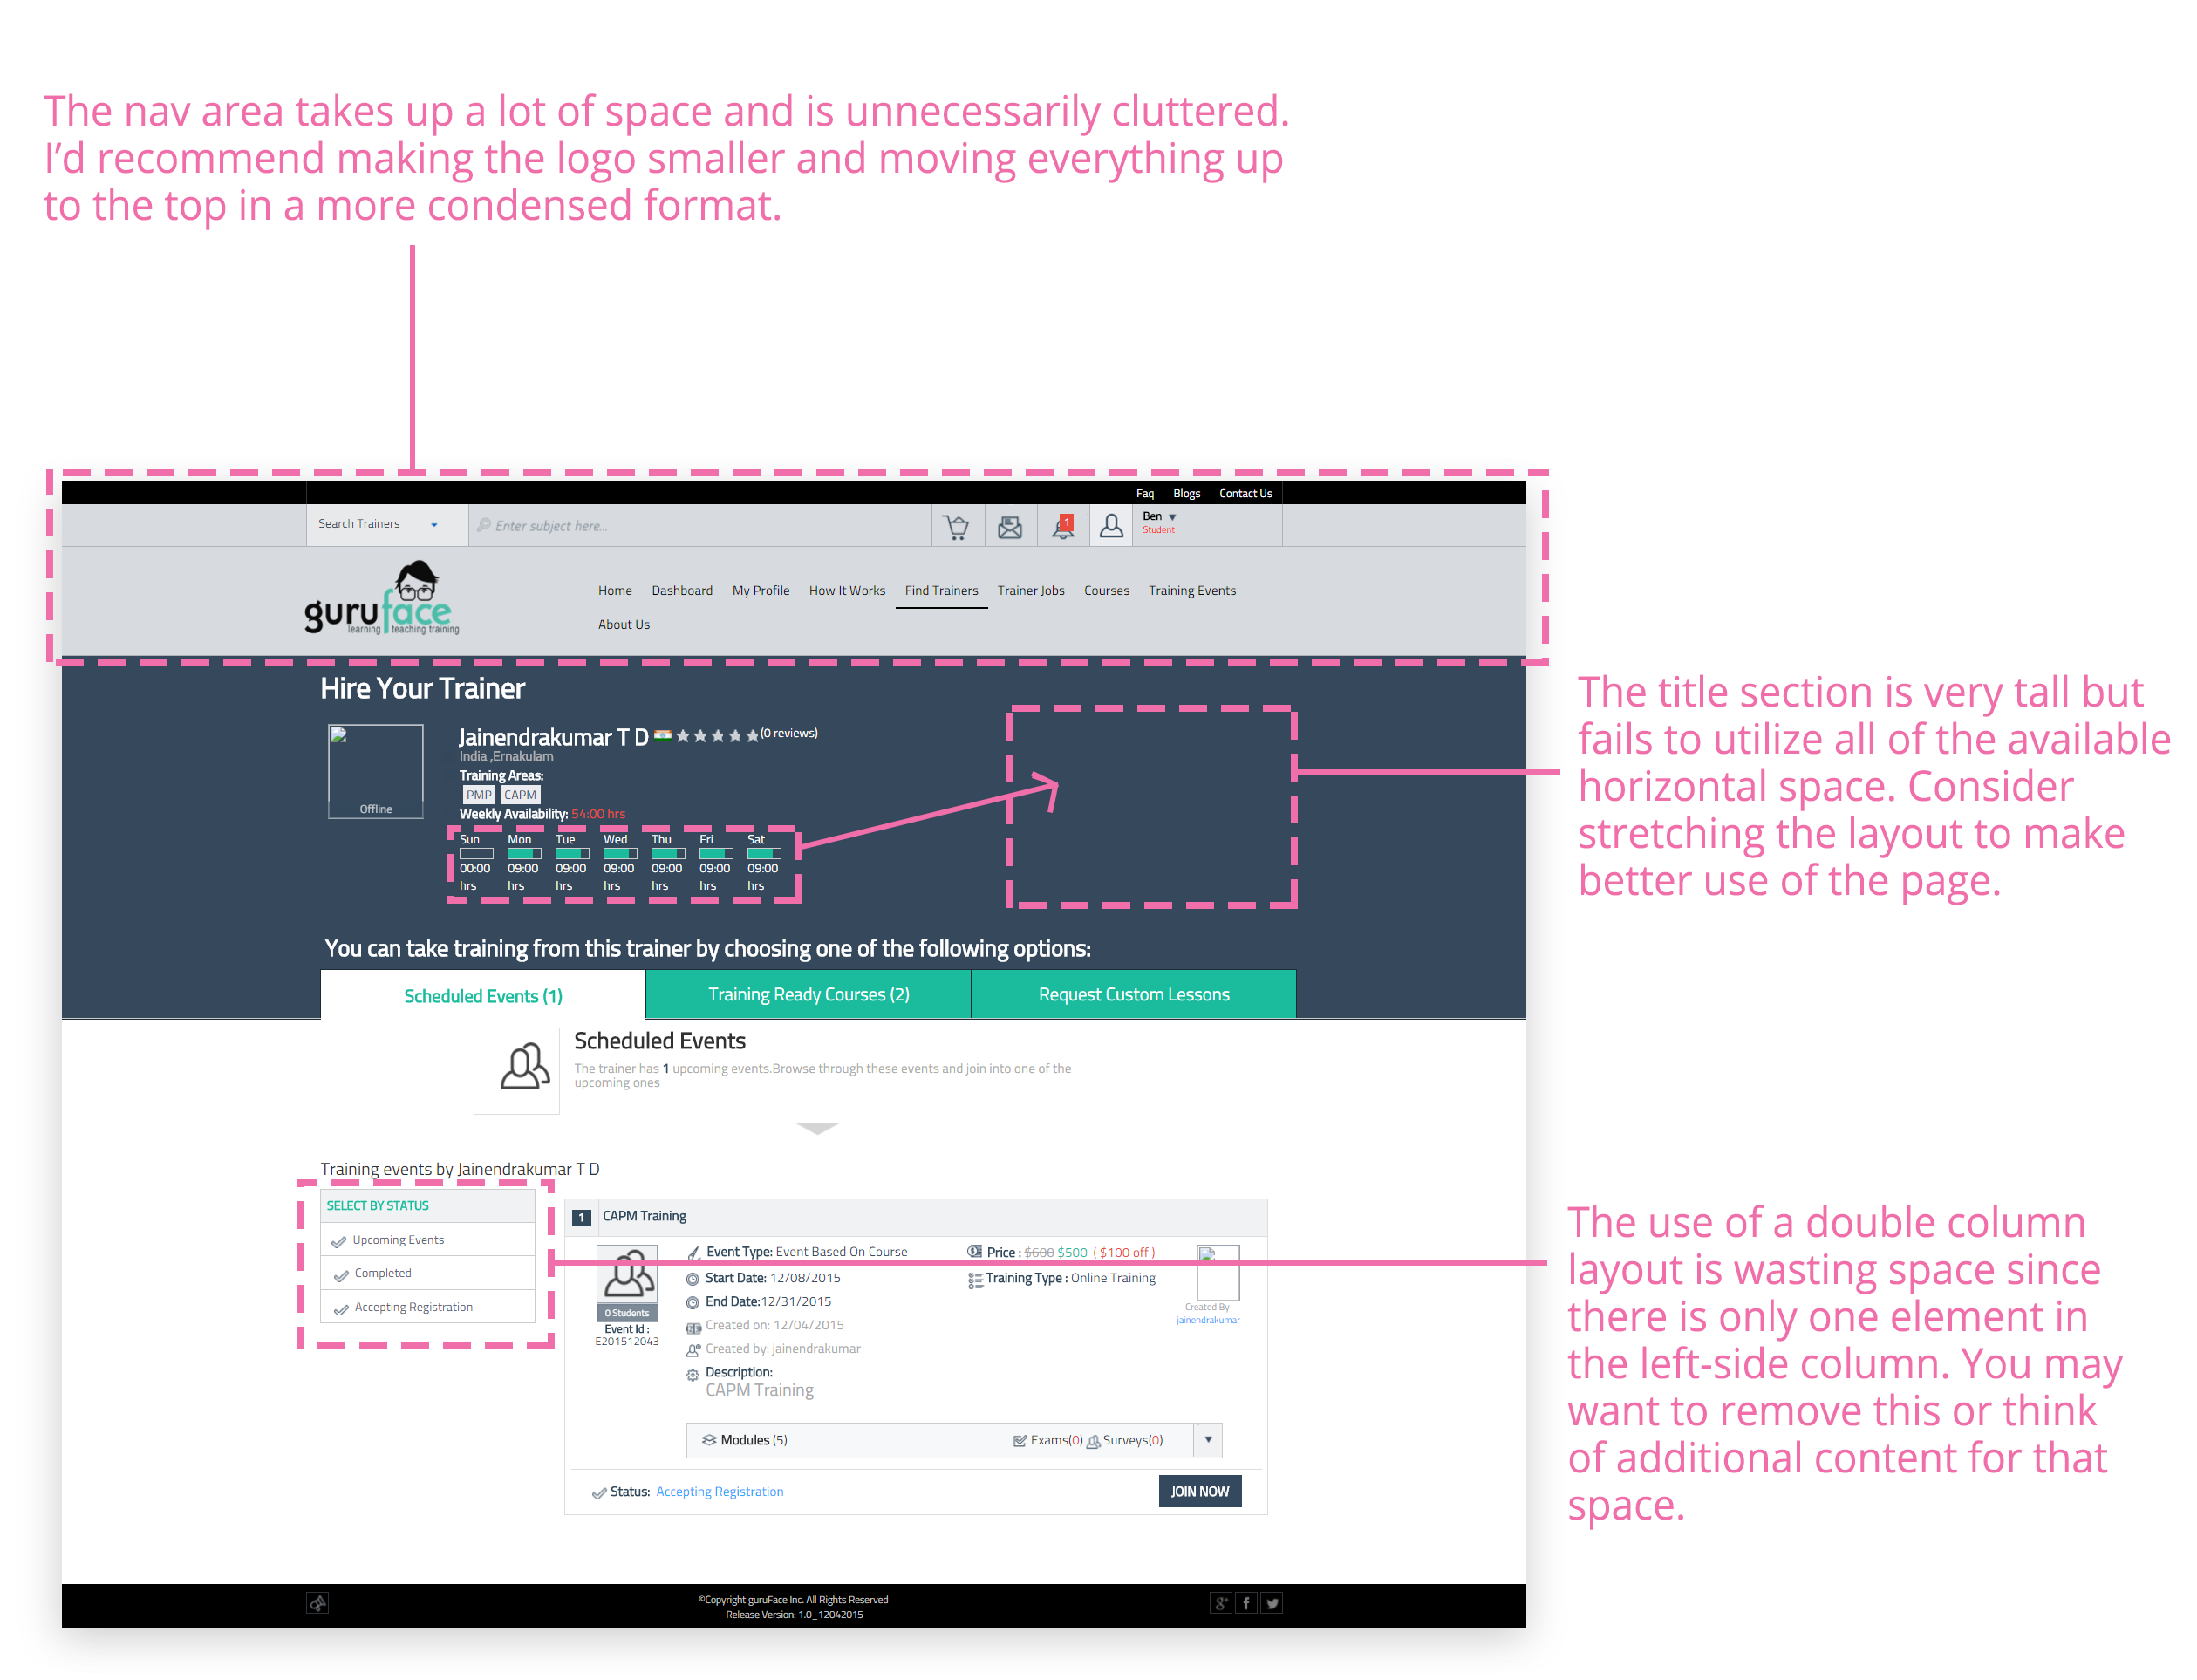 The nav area takes up a lot of space and is unnecessarily cluttered.
I'd recommend making the logo smaller and moving everything up
to the top in a more condensed format.
Faq Blogs Contact Us
Search Trainers
Enter subject here...
1
Ben
Student
guruface
learning teaching training
Home Dashboard My Profile How It Works Find Trainers Trainer Jobs Courses Training Events
About Us
Hire Your Trainer
Offline
Jainendrakumar T D (0 reviews)
India ,Ernakulam
Training Areas:
PMP CAPM
Weekly Availability: 54:00 hrs
Sun Mon Tue Wed Thu Fri Sat
00:00 09:00 09:00 09:00 09:00 09:00 09:00
hrs hrs hrs hrs hrs hrs hrs
The title section is very tall but
fails to utilize all of the available
horizontal space. Consider
stretching the layout to make
better use of the page.
You can take training from this trainer by choosing one of the following options:
Scheduled Events (1) Training Ready Courses (2) Request Custom Lessons
Scheduled Events
The trainer has 1 upcoming events.Browse through these events and join into one of the
upcoming ones
Training events by Jainendrakumar T D
SELECT BY STATUS
Upcoming Events
Completed
Accepting Registration
1 CAPM Training
0 Students
Event Id :
E201512043
Event Type: Event Based On Course
Start Date: 12/08/2015
End Date:12/31/2015
Created on: 12/04/2015
Created by: jainendrakumar
Description:
CAPM Training
Price : $600 $500 ( $100 off )
Training Type : Online Training
Created By
jainendrakumar
Modules (5) Exams(0) Surveys(0)
Status: Accepting Registration
JOIN NOW
The use of a double column
layout is wasting space since
there is only one element in
the left-side column. You may
want to remove this or think
of additional content for that
space.
©Copyright guruFace Inc. All Rights Reserved
Release Version: 1.0_12042015